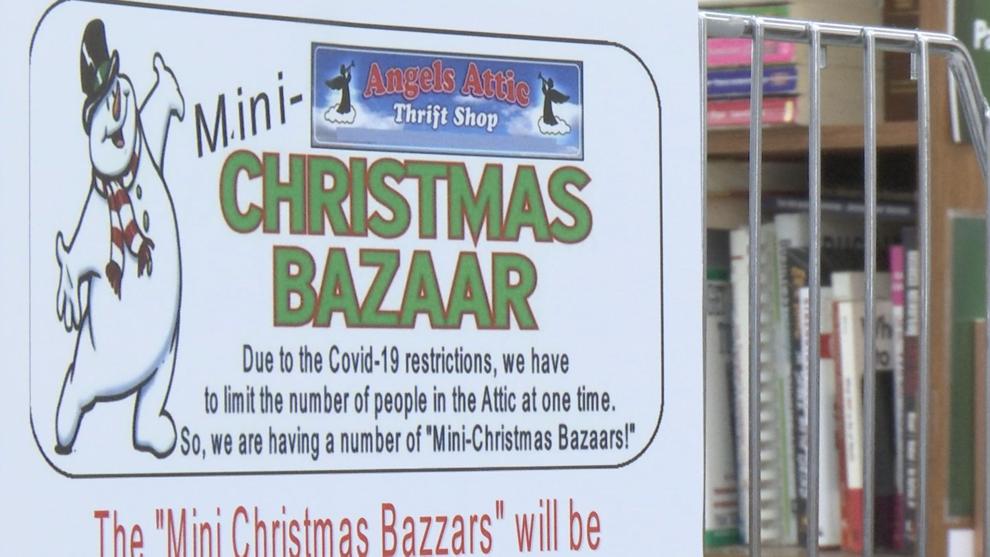 Mini-
Angels Attic
Thrift Shop
CHRISTMAS
BAZAAR
Due to the Covid-19 restrictions, we have
to limit the number of people in the Attic at one time.
So, we are having a number of "Mini-Christmas Bazaars!"
The "Mini Christmas Bazzars" will be